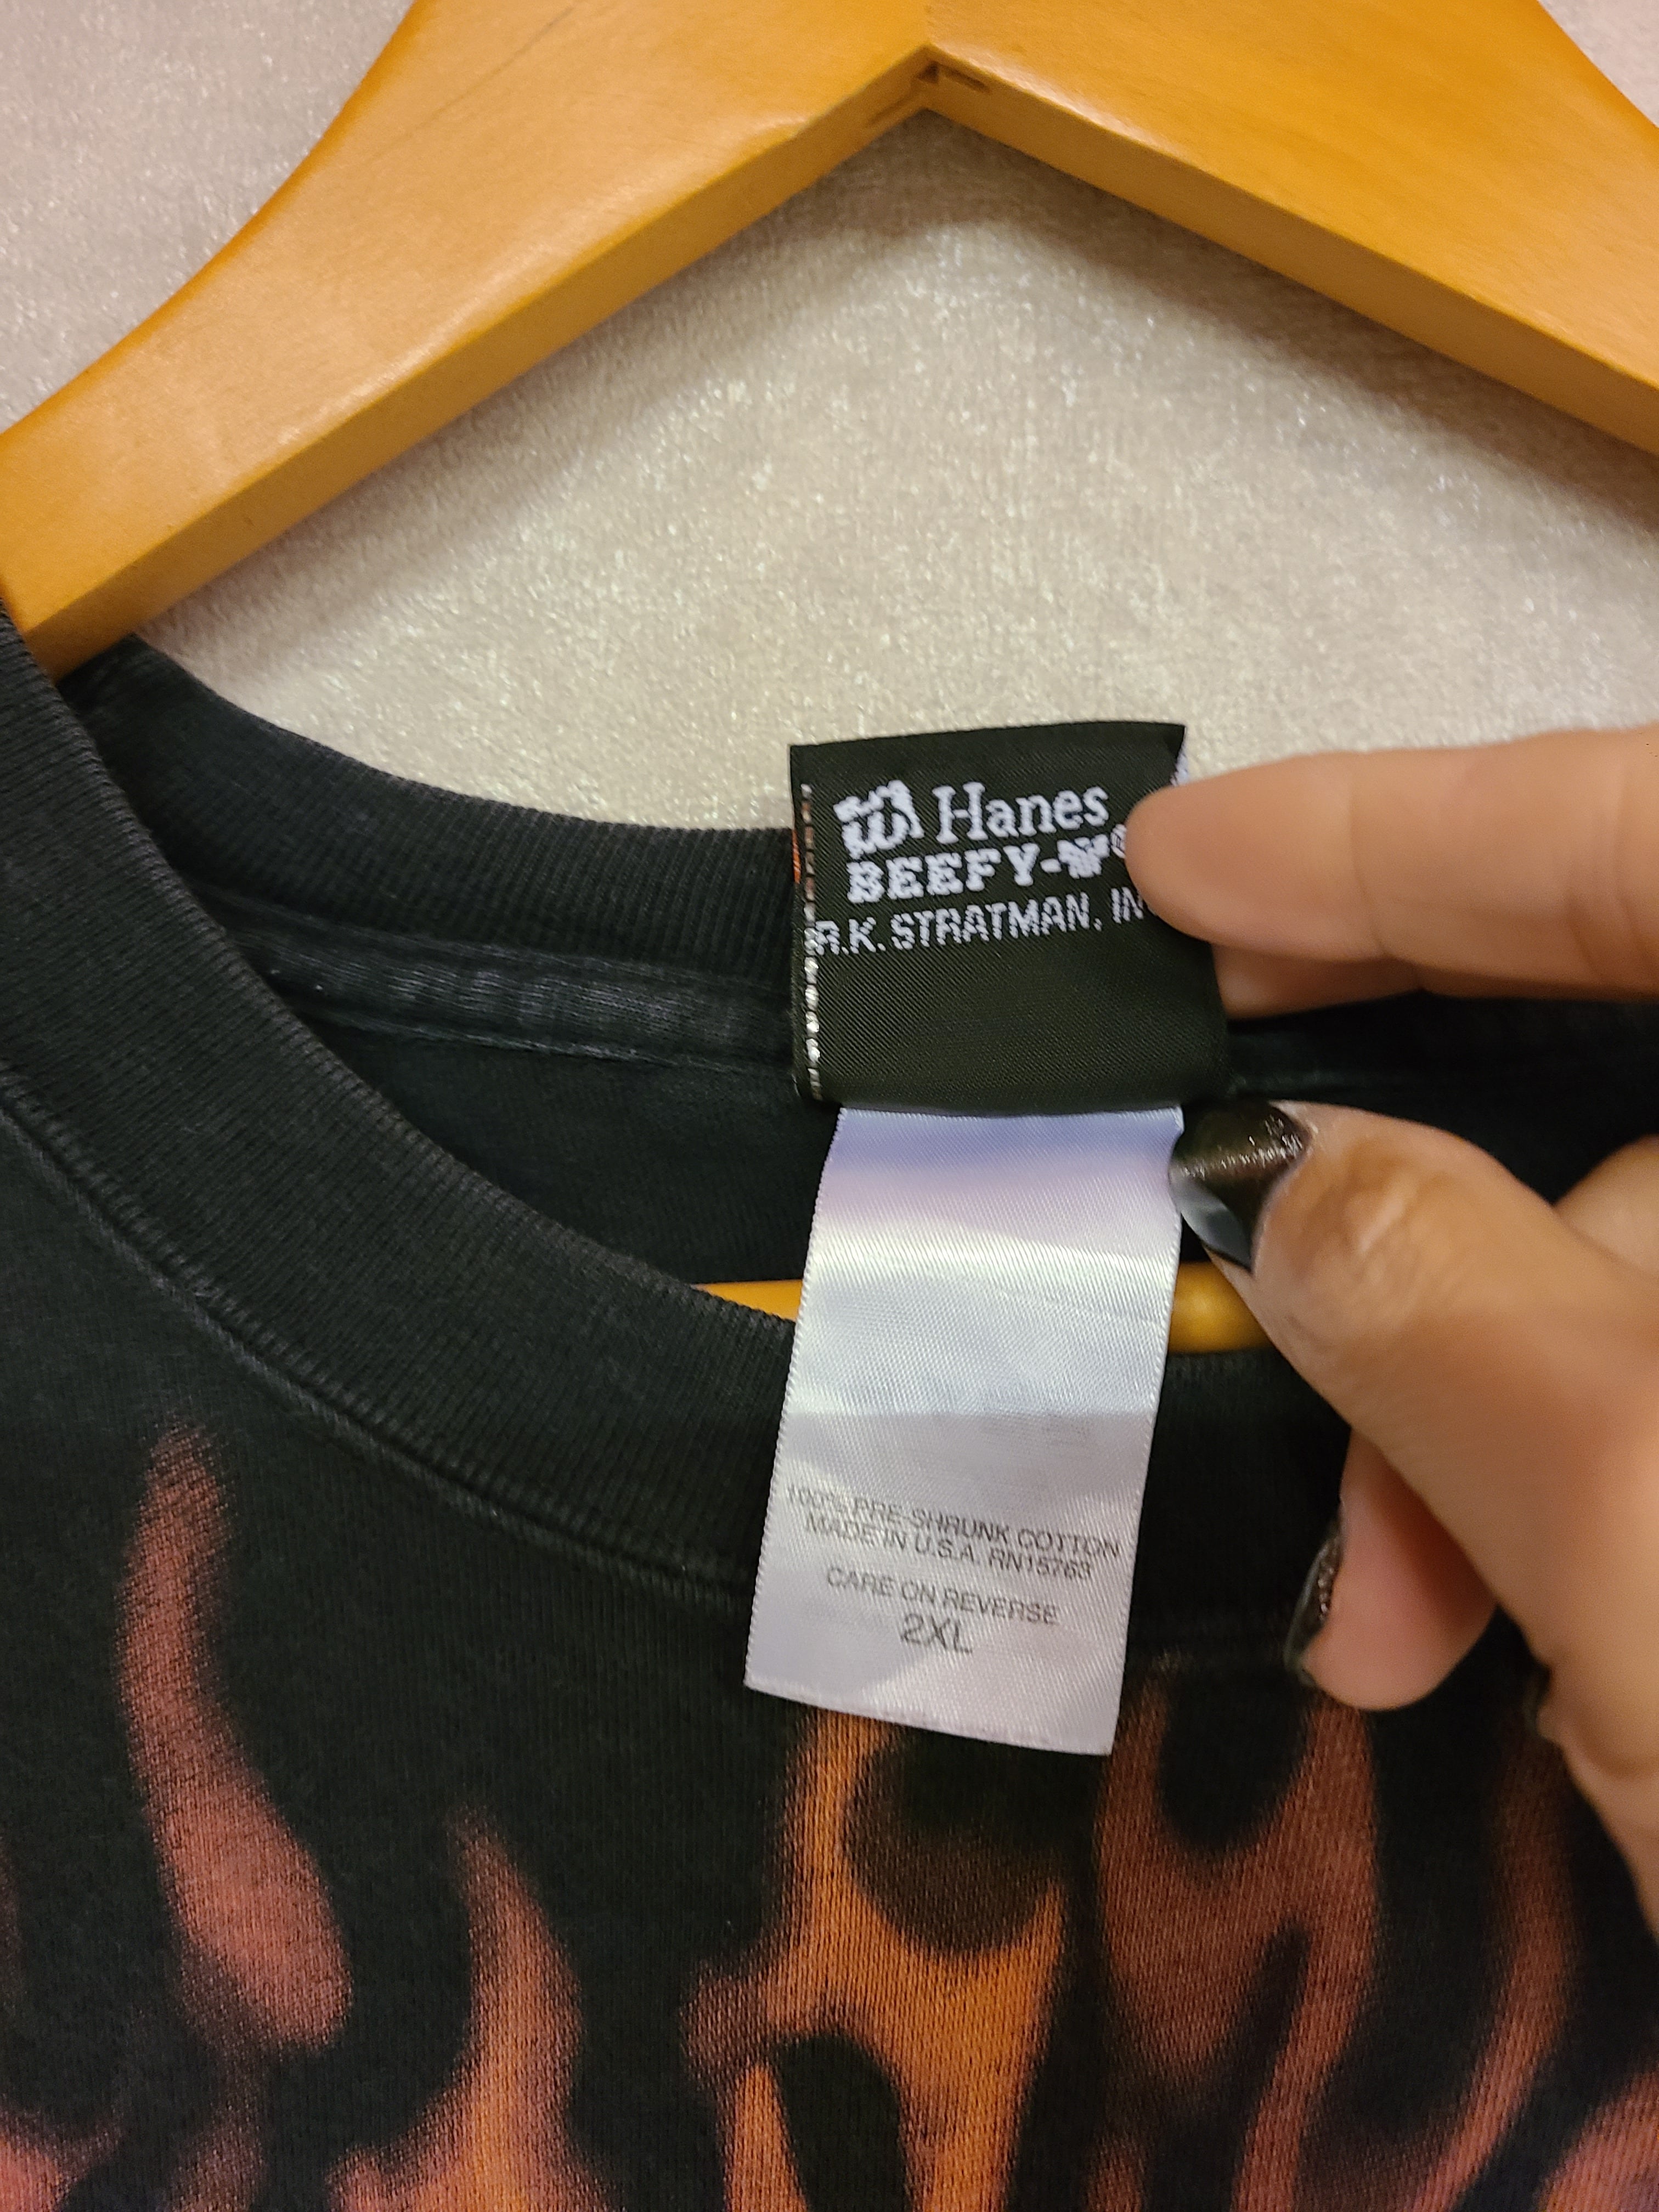 Hanes
BEEFY-T®
R.K. STRATMAN, IN
100% PRE-SHRUNK COTTON
MADE IN U.S.A. RN15763
CARE ON REVERSE
2XL